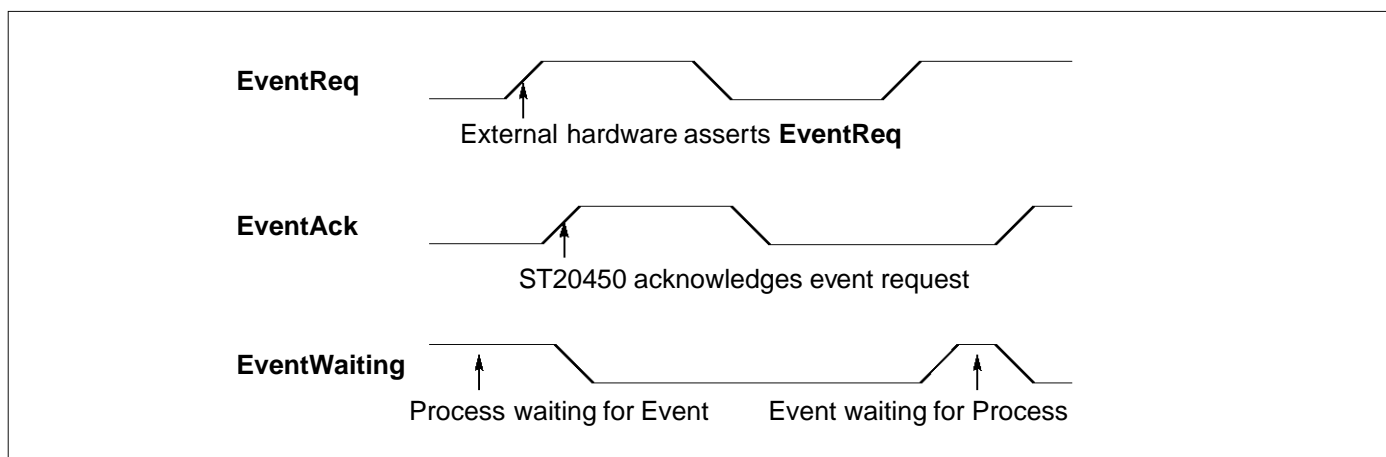 EventReq
External hardware asserts EventReq
EventAck
ST20450 acknowledges event request
EventWaiting
Process waiting for Event
Event waiting for Process